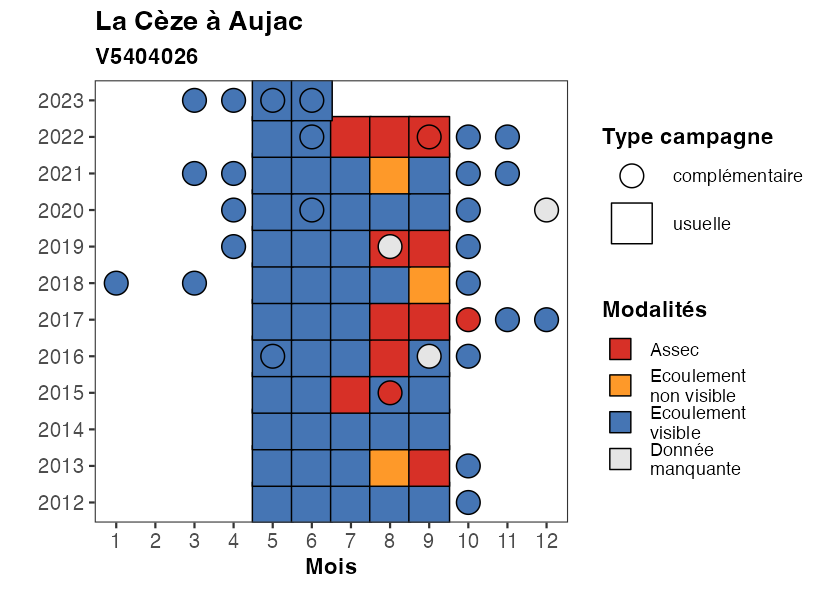 La Cèze à Aujac
V5404026
2023
2022
2021
2020
2019
2018
2017
2016
2015
2014
2013
2012
1 2 3 4 5 6 7 8 9 10 11 12
Mois
Type campagne
complémentaire
usuelle
Modalités
Assec
Ecoulement
non visible
Ecoulement
visible
Donnée
manquante